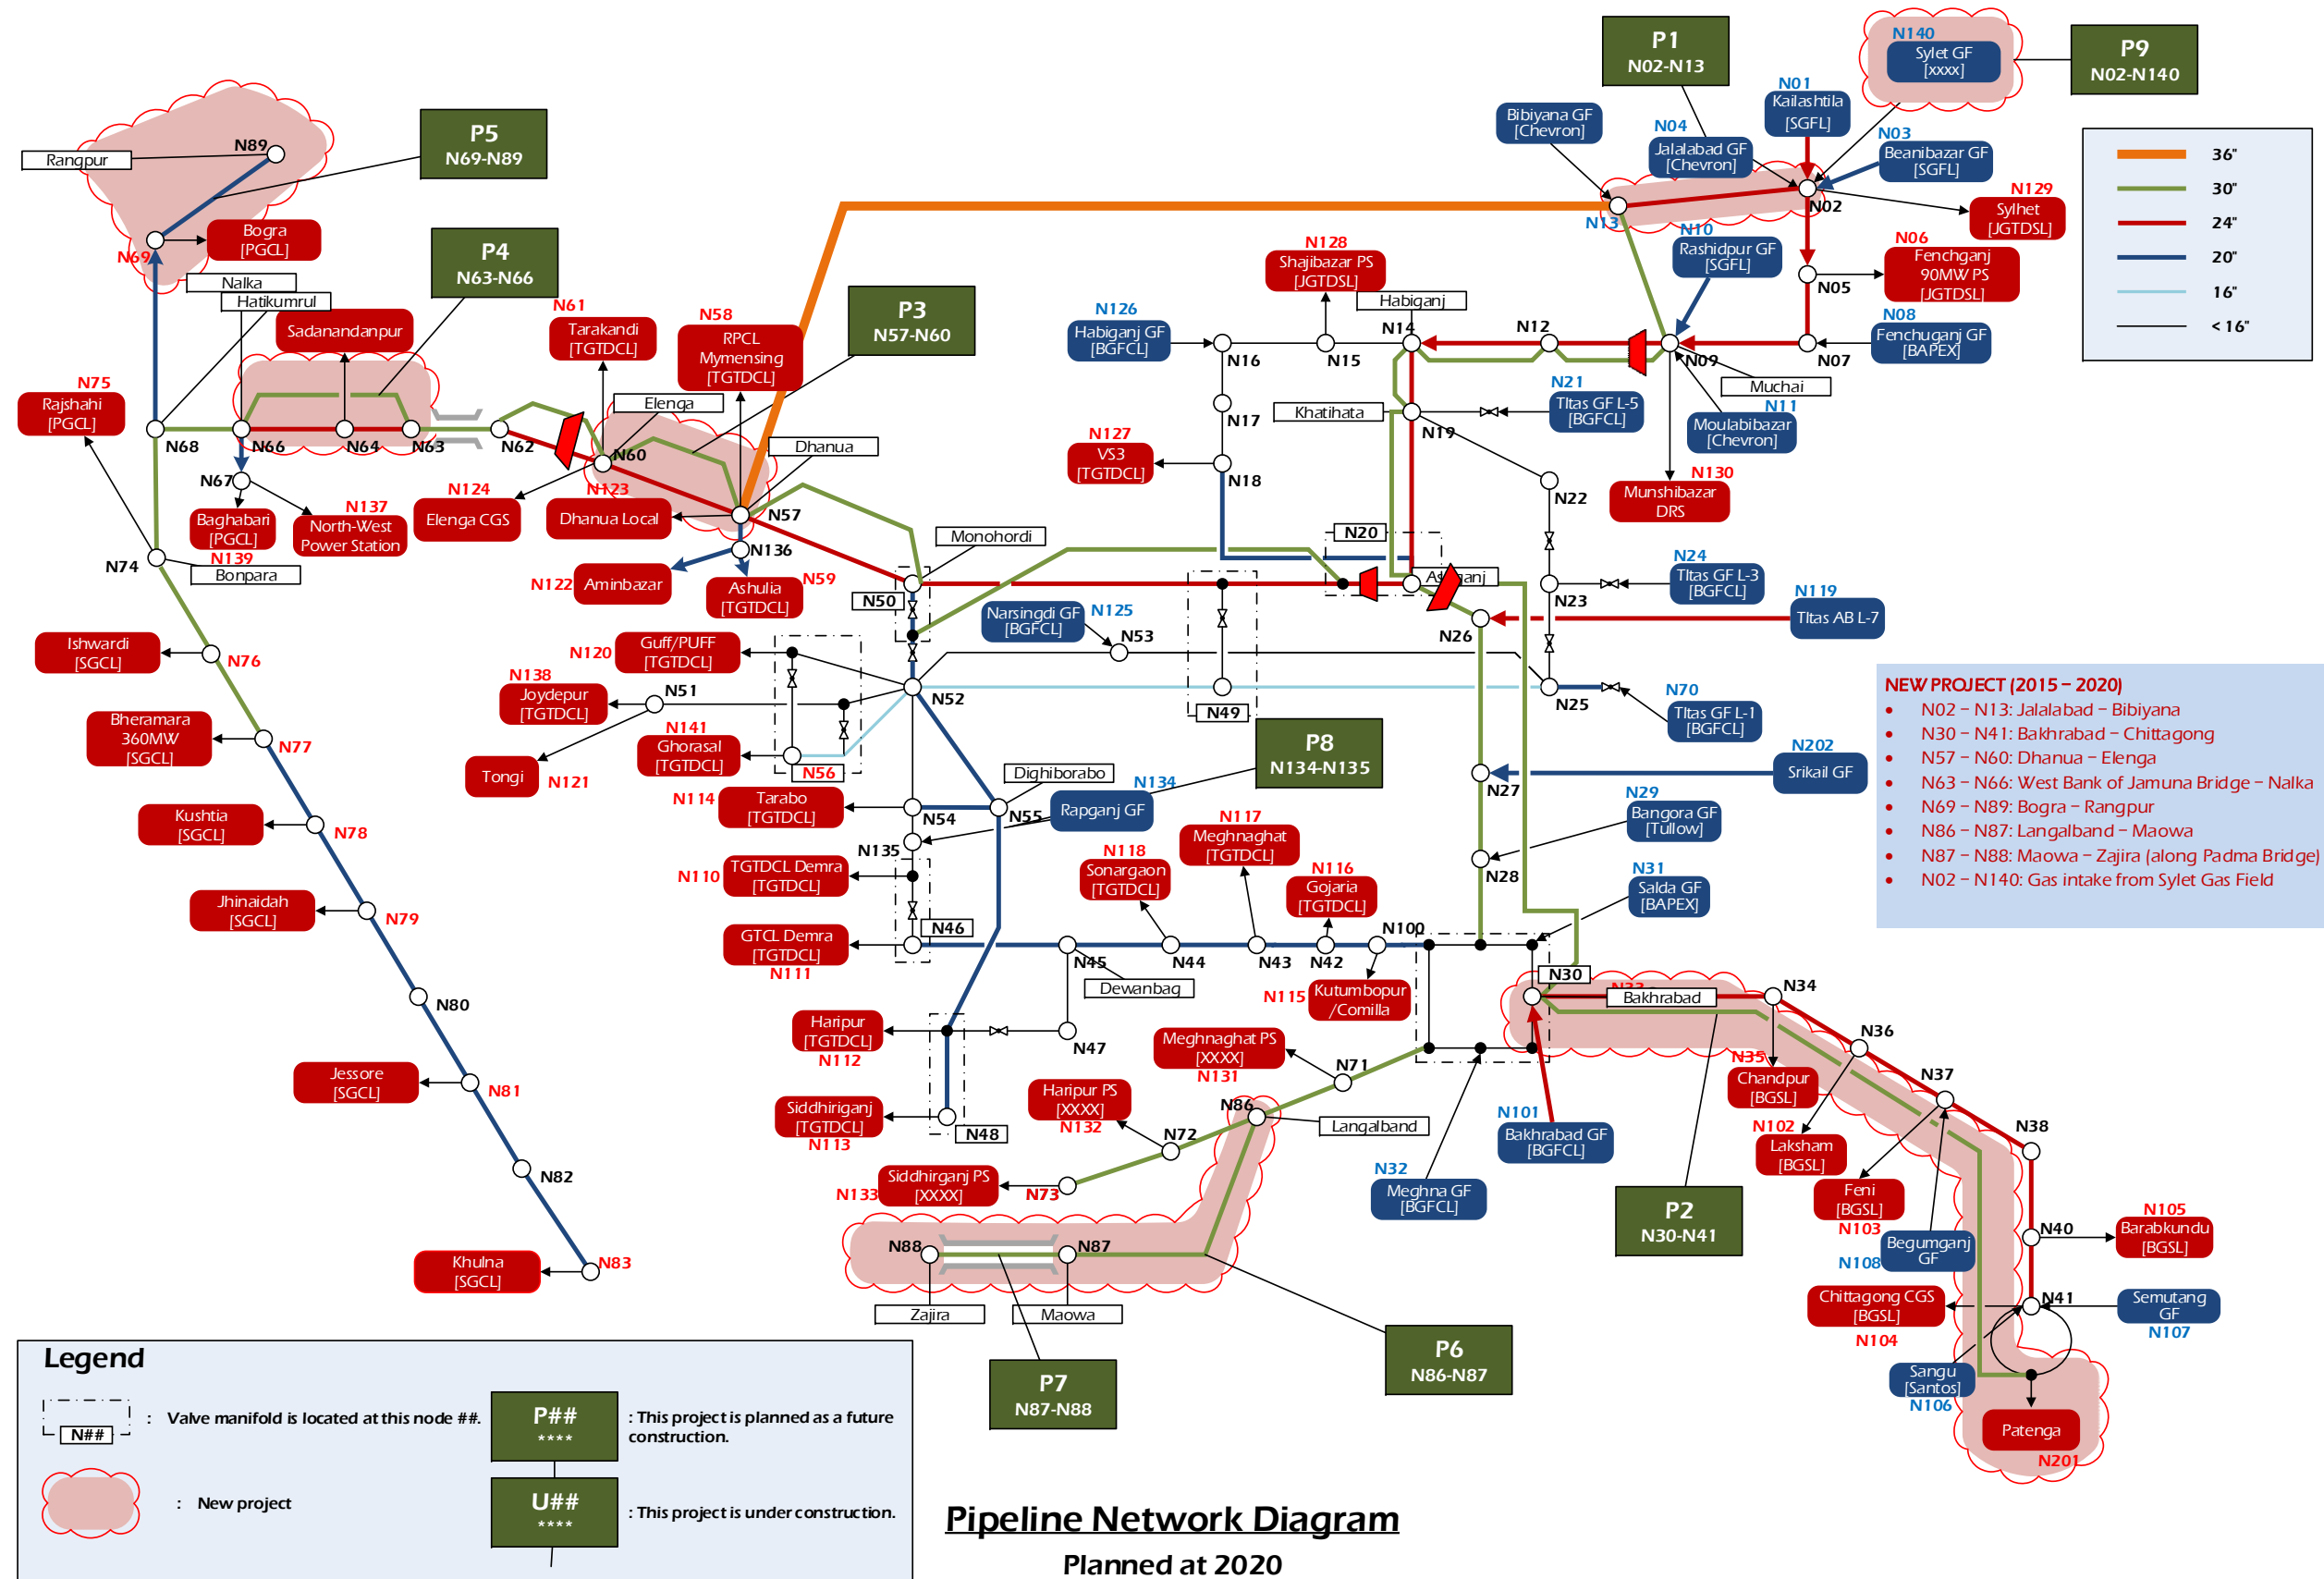 P1
N02-N13
N140
Sylet GF
[xxxx]
P9
N02-N140
N01
Kailashtila
[SGFL]
Bibiyana GF
[Chevron]
N04
Jalalabad GF
[Chevron]
N03
Beanibazar GF
[SGFL]
36"
30"
24"
20"
16"
< 16"
P5
N69-N89
N89
Rangpur
N129
Sylhet
[JGTDSL]
N02
N13
N10
Rashidpur GF
[SGFL]
N06
Fenchganj
90MW PS
[JGTDSL]
N05
Bogra
[PGCL]
N69
P4
N63-N66
Nalka
Hatikumrul
N128
Shajibazar PS
[JGTDSL]
Habiganj
P3
N57-N60
N61
Tarakandi
[TGTDCL]
N58
RPCL
Mymensing
[TGTDCL]
Sadanandanpur
N126
Habiganj GF
[BGFCL]
N16
N15
N14
N12
N09
N07
N08
Fenchuganj GF
[BAPEX]
Muchai
N75
Rajshahi
[PGCL]
N21
TItas GF L-5
[BGFCL]
N11
Moulabibazar
[Chevron]
Khatihata
N17
N19
Elenga
N68
N66
N64
N63
N62
N60
Dhanua
N127
VS3
[TGTDCL]
N18
N22
N130
Munshibazar
DRS
N67
Baghabari
[PGCL]
N139
N137
North-West
Power Station
N124
Elenga CGS
N123
Dhanua Local
N57
N136
Monohordi
N20
N74
Bonpara
N122
Aminbazar
Ashulia
[TGTDCL]
N59
N50
N24
TItas GF L-3
[BGFCL]
N23
N119
TItas AB L-7
Narsingdi GF
[BGFCL]
N125
N53
N26
Ishwardi
[SGCL]
N76
N120
Guff/PUFF
[TGTDCL]
N138
Joydepur
[TGTDCL]
N51
N52
N49
N25
N70
TItas GF L-1
[BGFCL]
NEW PROJECT (2015 – 2020)
• N02 – N13: Jalalabad – Bibiyana
• N30 – N41: Bakhrabad – Chittagong
• N57 – N60: Dhanua – Elenga
• N63 – N66: West Bank of Jamuna Bridge – Nalka
• N69 – N89: Bogra – Rangpur
• N86 – N87: Langalband – Maowa
• N87 – N88: Maowa – Zajira (along Padma Bridge)
• N02 – N140: Gas intake from Sylet Gas Field
Bheramara
360MW
[SGCL]
N77
N141
Ghorasal
[TGTDCL]
N56
Tongi
N121
P8
N134-N135
N202
Srikail GF
N27
Dighiborabo
N114
Tarabo
[TGTDCL]
N54
N55
N134
Rapganj GF
N29
Bangora GF
[Tullow]
Kushtia
[SGCL]
N78
N135
N28
N110
TGTDCL Demra
[TGTDCL]
N118
Sonargaon
[TGTDCL]
N117
Meghnaghat
[TGTDCL]
N116
Gojaria
[TGTDCL]
N31
Salda GF
[BAPEX]
Jhinaidah
[SGCL]
N79
GTCL Demra
[TGTDCL]
N111
N46
N45
N44
N43
N42
N100
Dewanbag
N115
Kutumbopur
/Comilla
N30
Bakhrabad
N34
N80
Haripur
[TGTDCL]
N112
N47
Meghnaghat PS
[XXXX]
N131
N71
N36
N35
Chandpur
[BGSL]
N37
Jessore
[SGCL]
N81
Siddhiriganj
[TGTDCL]
N113
N48
Haripur PS
[XXXX]
N132
N86
Langalband
N72
N101
Bakhrabad GF
[BGFCL]
N102
Laksham
[BGSL]
N38
N82
N133
Siddhirganj PS
[XXXX]
N73
N32
Meghna GF
[BGFCL]
P2
N30-N41
Feni
[BGSL]
N103
N105
Barabkundu
[BGSL]
N40
Begumganj
GF
N108
Khulna
[SGCL]
N83
N88
N87
Zajira
Maowa
Chittagong CGS
[BGSL]
N104
N41
Semutang
GF
N107
P6
N86-N87
P7
N87-N88
Sangu
[Santos]
N106
Patenga
N201
Legend
N##
: Valve manifold is located at this node ##.
: New project
P##
****
: This project is planned as a future
construction.
U##
****
: This project is under construction.
Pipeline Network Diagram
Planned at 2020